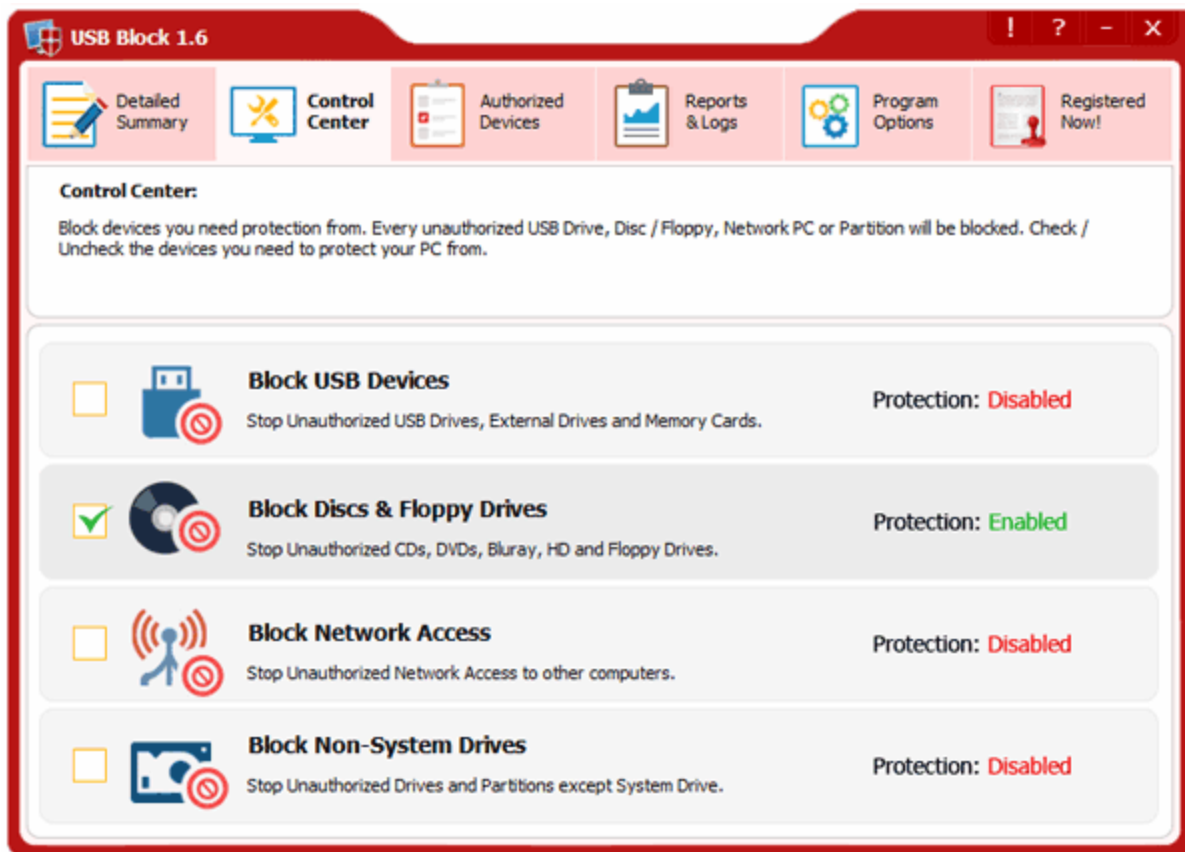 USB Block 1.6
! ? – X
Detailed
Summary
Control
Center
Authorized
Devices
Reports
& Logs
Program
Options
Registered
Now!
Control Center:
Block devices you need protection from. Every unauthorized USB Drive, Disc / Floppy, Network PC or Partition will be blocked. Check /
Uncheck the devices you need to protect your PC from.
Block USB Devices
Stop Unauthorized USB Drives, External Drives and Memory Cards.
Protection: Disabled
Block Discs & Floppy Drives
Stop Unauthorized CDs, DVDs, Bluray, HD and Floppy Drives.
Protection: Enabled
Block Network Access
Stop Unauthorized Network Access to other computers.
Protection: Disabled
Block Non-System Drives
Stop Unauthorized Drives and Partitions except System Drive.
Protection: Disabled